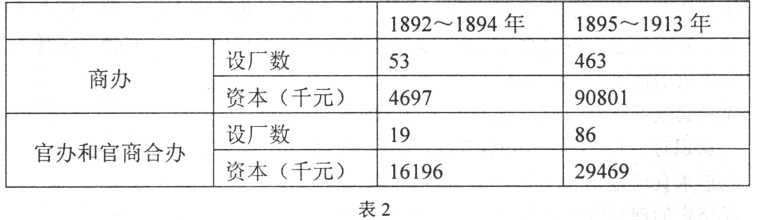 1892～1894 年 1895～1913 年
商办 设厂数 53 463
资本（千元） 4697 90801
官办和官商合办 设厂数 19 86
资本（千元） 16196 29469
表 2